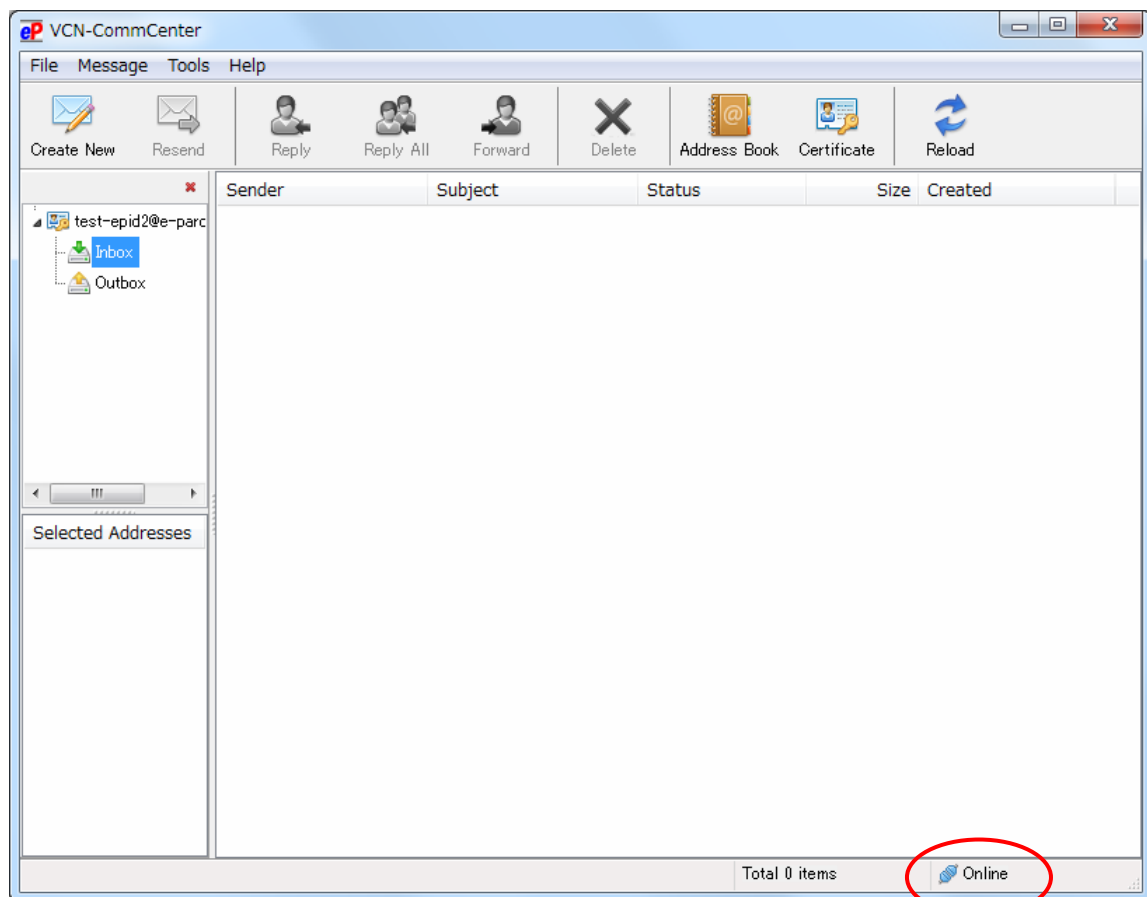 eP VCN-CommCenter
File Message Tools Help
Create New Resend Reply Reply All Forward Delete Address Book Certificate Reload
Sender Subject Status Size Created
test-epid2@e-parc
Inbox
Outbox
Selected Addresses
Total 0 items Online